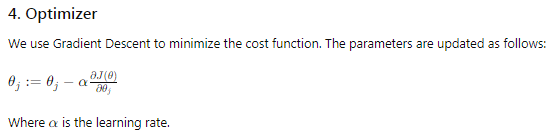 4. Optimizer
We use Gradient Descent to minimize the cost function. The parameters are updated as follows:
θⱼ := θⱼ − α ∂J(θ)/∂θⱼ
Where α is the learning rate.